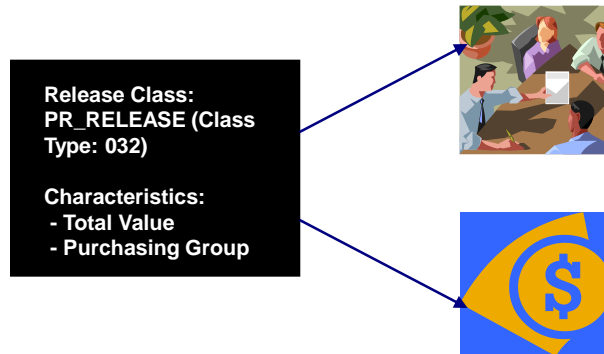 Release Class:
PR_RELEASE (Class
Type: 032)
Characteristics:
- Total Value
- Purchasing Group
$